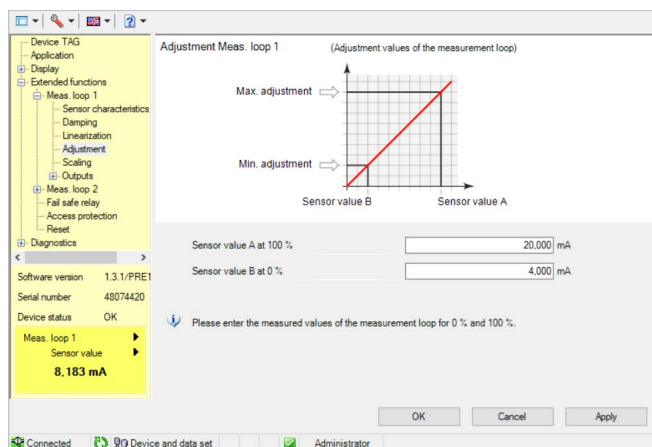 Device TAG
Application
Display
Extended functions
Meas. loop 1
Sensor characteristics
Damping
Linearization
Adjustment
Scaling
Outputs
Meas. loop 2
Fail safe relay
Access protection
Reset
Diagnostics
Software version 1.3.1/PRE1
Serial number 48074420
Device status OK
Meas. loop 1
Sensor value
8,183 mA
Adjustment Meas. loop 1 (Adjustment values of the measurement loop)
Max. adjustment
Min. adjustment
Sensor value B Sensor value A
Sensor value A at 100 % 20,000 mA
Sensor value B at 0 % 4,000 mA
Please enter the measured values of the measurement loop for 0 % and 100 %.
OK Cancel Apply
Connected Device and data set Administrator